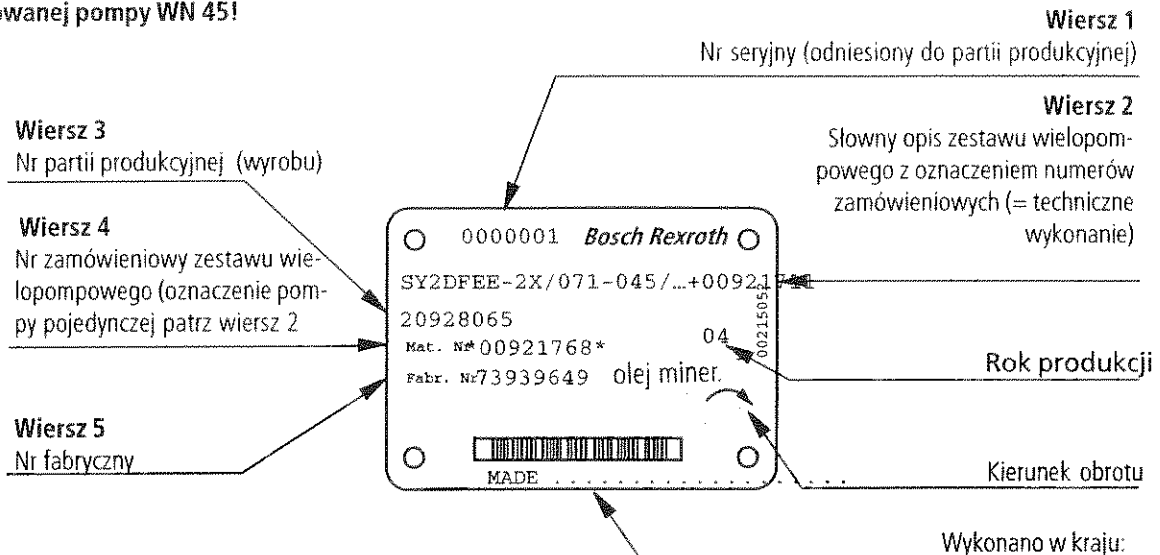 owanej pompy WN 45!
Wiersz 1
Nr seryjny (odniesiony do partii produkcyjnej)
Wiersz 2
Słowny opis zestawu wielopom-
powego z oznaczeniem numerów
zamówieniowych (= techniczne
wykonanie)
Wiersz 3
Nr partii produkcyjnej (wyrobu)
Wiersz 4
Nr zamówieniowy zestawu wie-
lopompowego (oznaczenie pom-
py pojedynczej patrz wiersz 2
Wiersz 5
Nr fabryczny
0000001 Bosch Rexroth
SY2DFEE-2X/071-045/…
20928065
Mat. Nr 00921768*
04
Fabr. Nr 73939649 olej miner.
MADE . . . . . . . . . . . . . . . . . .
Rok produkcji
Kierunek obrotu
Wykonano w kraju: